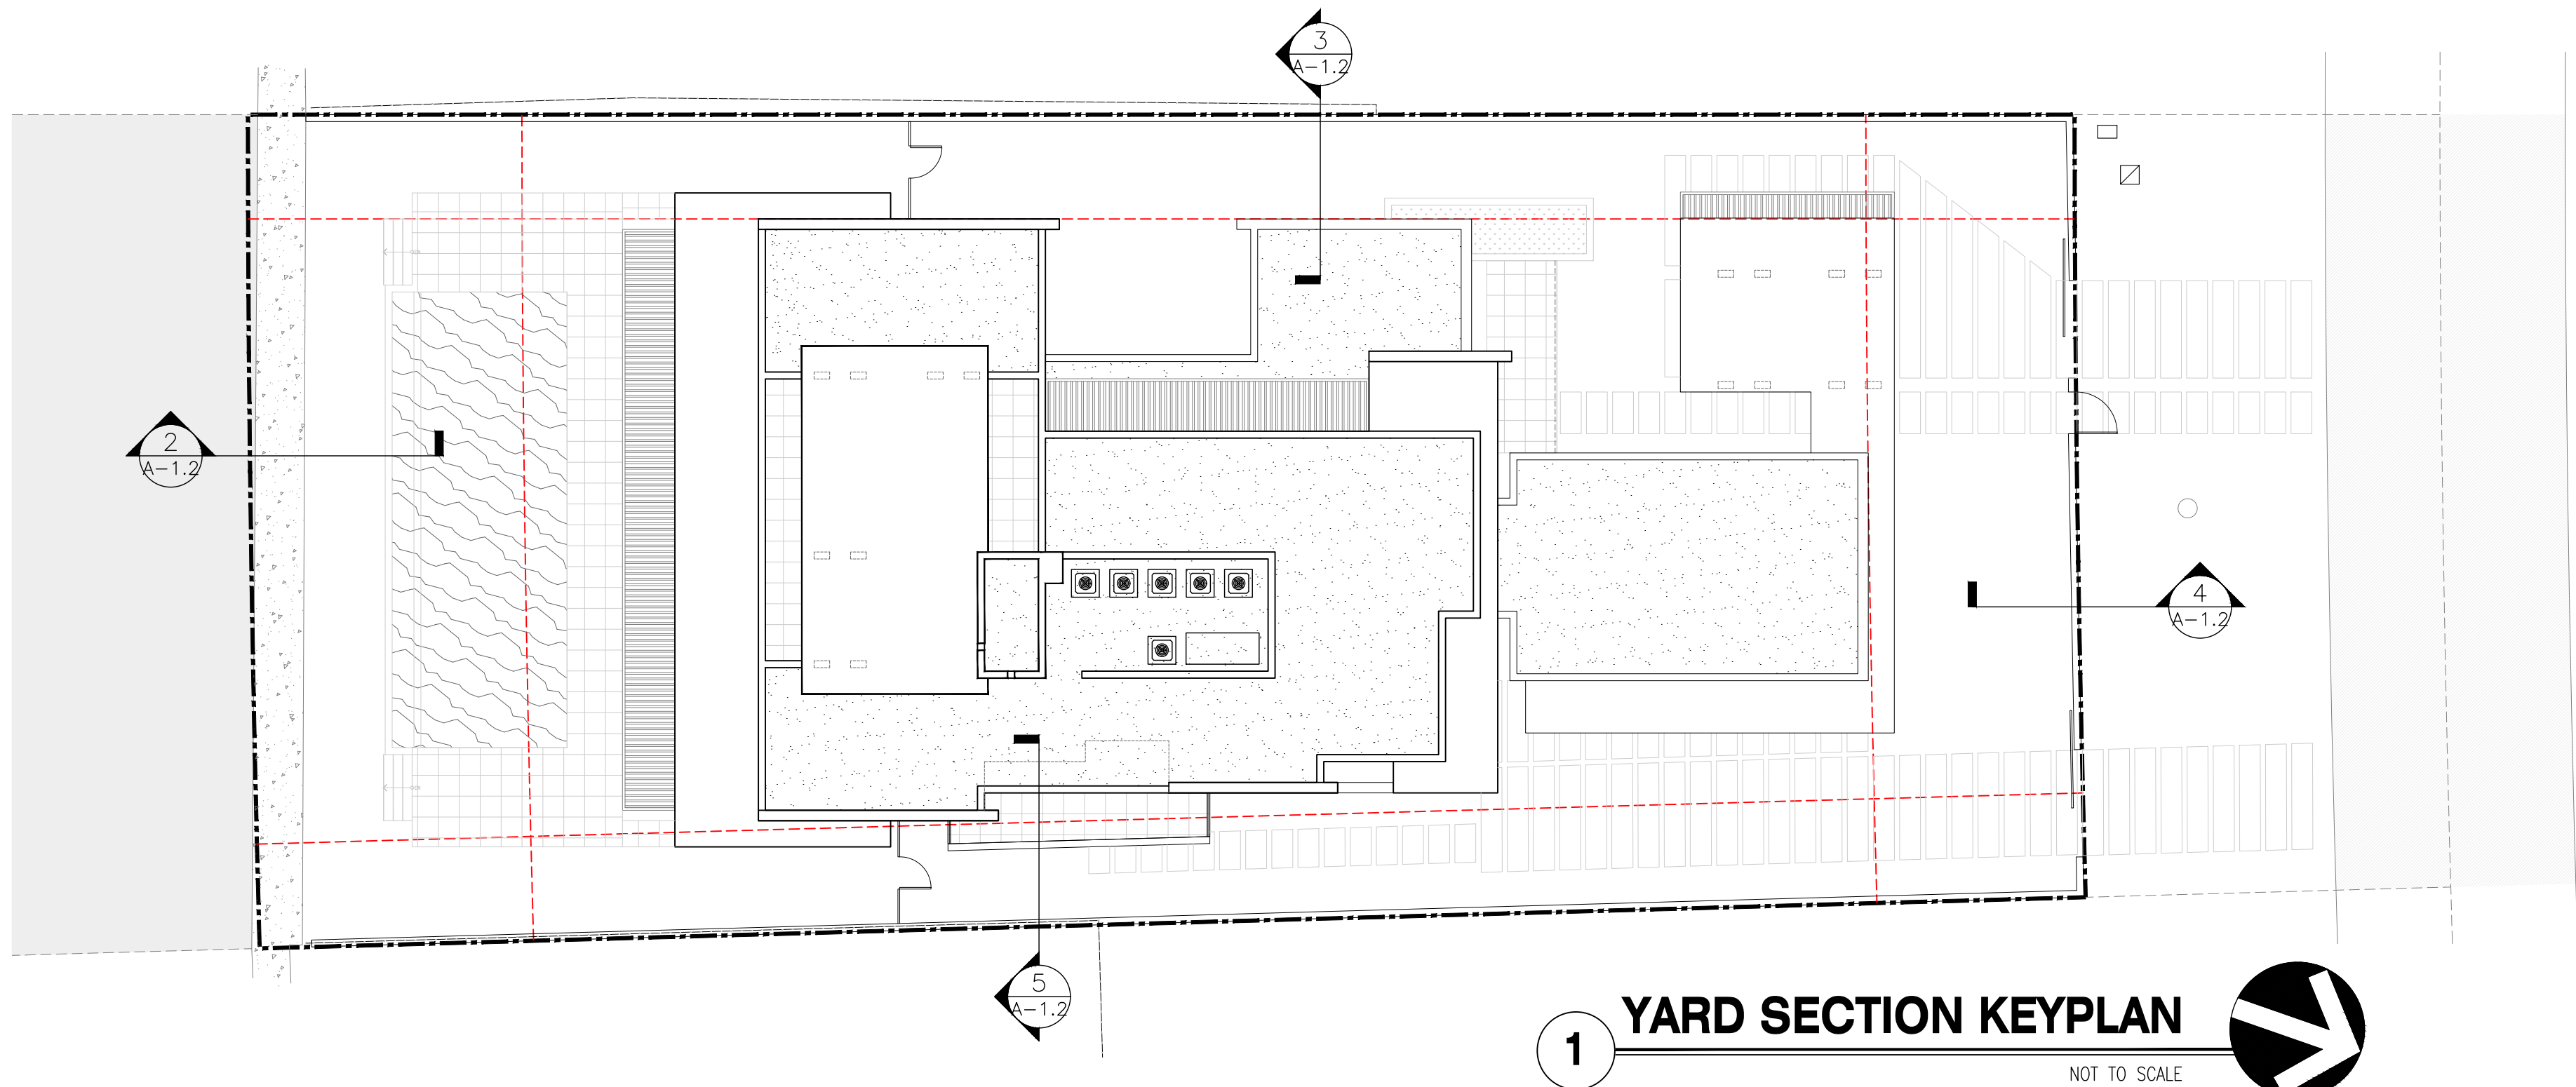 3
A-1.2
2
A-1.2
4
A-1.2
5
A-1.2
1
YARD SECTION KEYPLAN
NOT TO SCALE